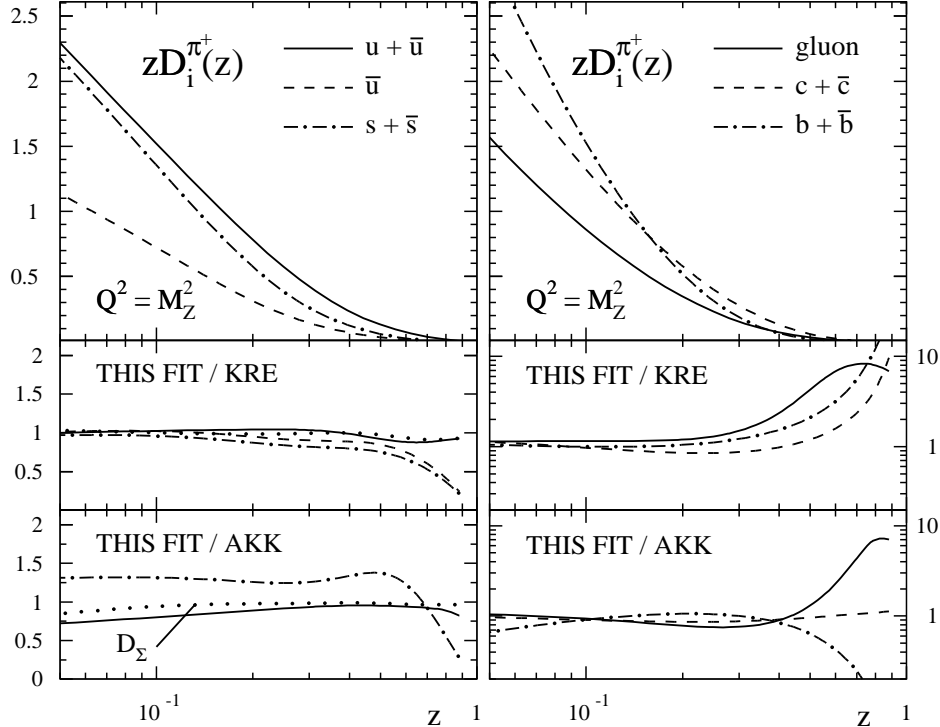 2.5
2
1.5
1
0.5
zD_i^{π^+}(z)
u + u̅
u̅
s + s̅
Q^2 = M_Z^2
zD_i^{π^+}(z)
gluon
c + c̅
b + b̅
Q^2 = M_Z^2
2
1.5
1
0.5
THIS FIT / KRE
THIS FIT / KRE
10
1
2
1.5
1
0.5
0
THIS FIT / AKK
D_Σ
THIS FIT / AKK
10
1
10^{-1}
z
1
10^{-1}
z
1